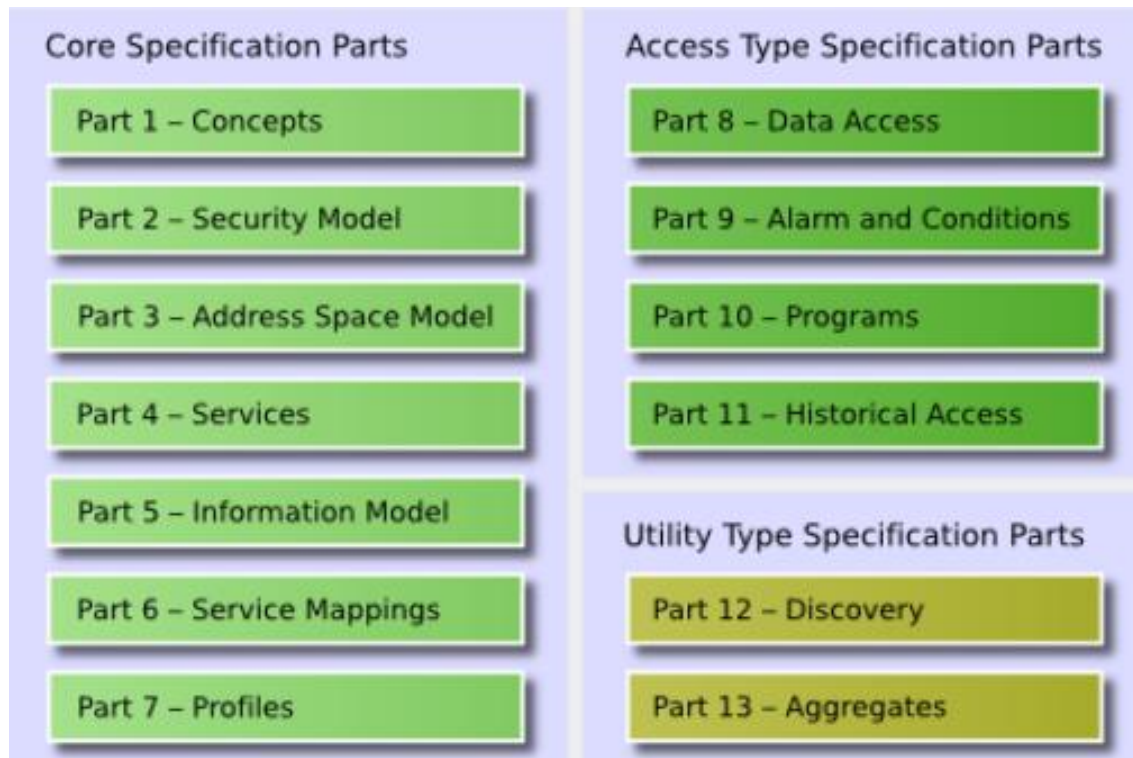 Core Specification Parts
Part 1 – Concepts
Part 2 – Security Model
Part 3 – Address Space Model
Part 4 – Services
Part 5 – Information Model
Part 6 – Service Mappings
Part 7 – Profiles
Access Type Specification Parts
Part 8 – Data Access
Part 9 – Alarm and Conditions
Part 10 – Programs
Part 11 – Historical Access
Utility Type Specification Parts
Part 12 – Discovery
Part 13 – Aggregates